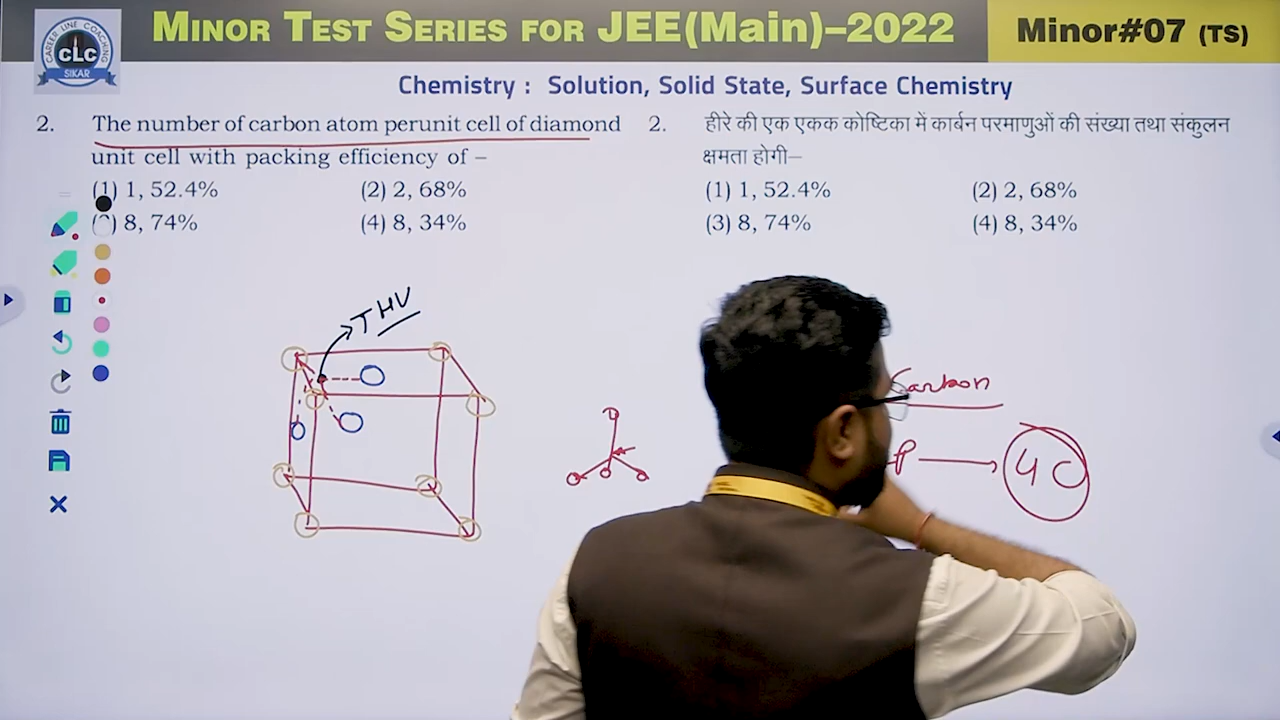 CAREER LINE COACHING
CLC
SIKAR
MINOR TEST SERIES FOR JEE(MAIN)–2022
Minor#07 (TS)
Chemistry : Solution, Solid State, Surface Chemistry
2. The number of carbon atom perunit cell of diamond
unit cell with packing efficiency of –
(1) 1, 52.4% (2) 2, 68%
) 8, 74% (4) 8, 34%
2. हीरे की एक एकक कोष्टिका में कार्बन परमाणुओं की संख्या तथा संकुलन
क्षमता होगी–
(1) 1, 52.4% (2) 2, 68%
(3) 8, 74% (4) 8, 34%
THV
Carbon
P → 4C